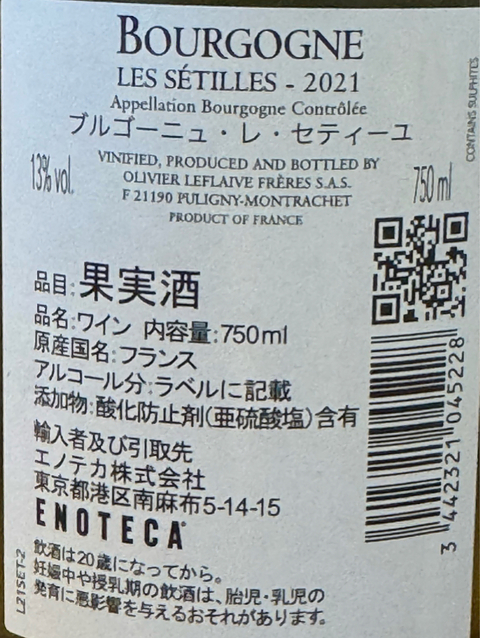 BOURGOGNE
LES SÉTILLES - 2021
Appellation Bourgogne Contrôlée
ブルゴーニュ・レ・セティーユ
VINIFIED, PRODUCED AND BOTTLED BY
OLIVIER LEFLAIVE FRÈRES S.A.S.
F 21190 PULIGNY-MONTRACHET
PRODUCT OF FRANCE
13% vol.
750 ml
CONTAINS SULPHITES
品目:果実酒
品名:ワイン 内容量:750ml
原産国名:フランス
アルコール分:ラベルに記載
添加物:酸化防止剤(亜硫酸塩)含有
輸入者及び引取先
エノテカ株式会社
東京都港区南麻布5-14-15
ENOTECA®
飲酒は20歳になってから。
妊娠中や授乳期の飲酒は、胎児・乳児の
発育に悪影響を与えるおそれがあります。
L21SET-2
3 442321 045228